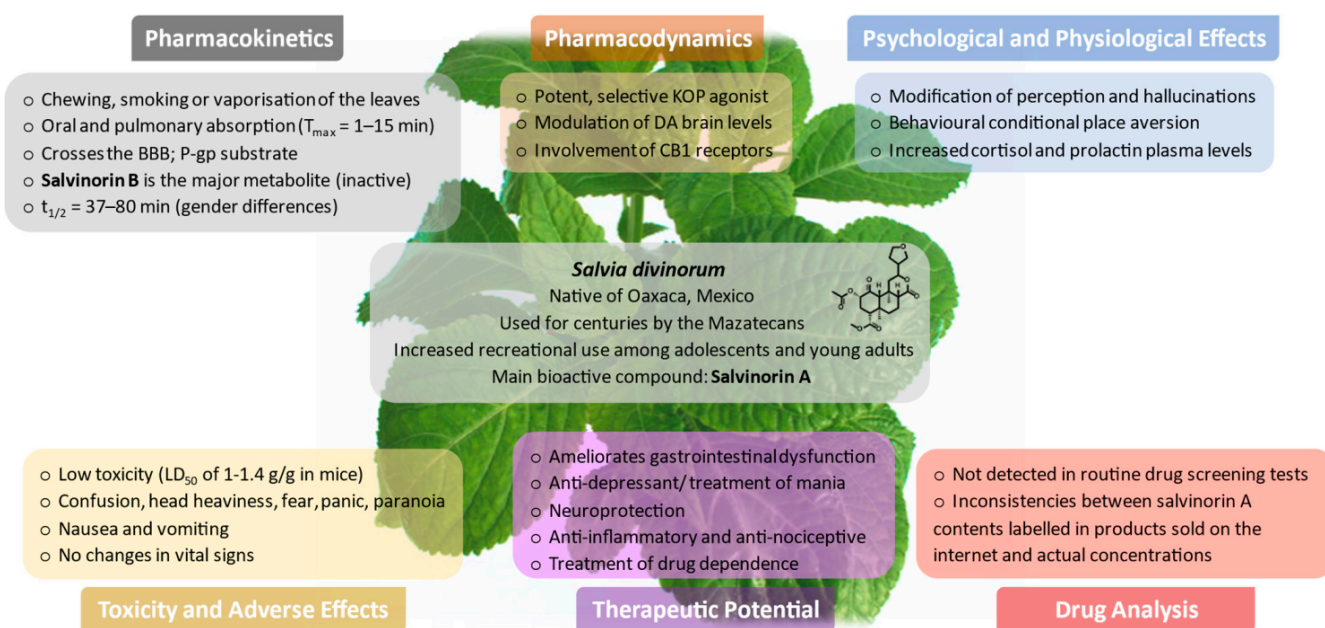 Pharmacokinetics
○ Chewing, smoking or vaporisation of the leaves
○ Oral and pulmonary absorption (Tmax = 1–15 min)
○ Crosses the BBB; P-gp substrate
○ Salvinorin B is the major metabolite (inactive)
○ t1/2 = 37–80 min (gender differences)
Pharmacodynamics
○ Potent, selective KOP agonist
○ Modulation of DA brain levels
○ Involvement of CB1 receptors
Psychological and Physiological Effects
○ Modification of perception and hallucinations
○ Behavioural conditional place aversion
○ Increased cortisol and prolactin plasma levels
Salvia divinorum
Native of Oaxaca, Mexico
Used for centuries by the Mazatecans
Increased recreational use among adolescents and young adults
Main bioactive compound: Salvinorin A
○ Low toxicity (LD50 of 1-1.4 g/g in mice)
○ Confusion, head heaviness, fear, panic, paranoia
○ Nausea and vomiting
○ No changes in vital signs
Toxicity and Adverse Effects
○ Ameliorates gastrointestinal dysfunction
○ Anti-depressant/ treatment of mania
○ Neuroprotection
○ Anti-inflammatory and anti-nociceptive
○ Treatment of drug dependence
Therapeutic Potential
○ Not detected in routine drug screening tests
○ Inconsistencies between salvinorin A
contents labelled in products sold on the
internet and actual concentrations
Drug Analysis